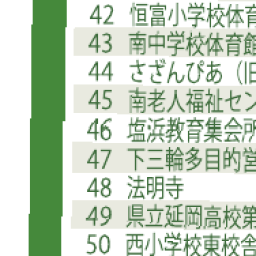 42 恒富小学校体育
43 南中学校体育館
44 さざんぴあ（旧
45 南老人福祉セン
46 塩浜教育集会所
47 下三輪多目的営
48 法明寺
49 県立延岡高校第
50 西小学校東校舎